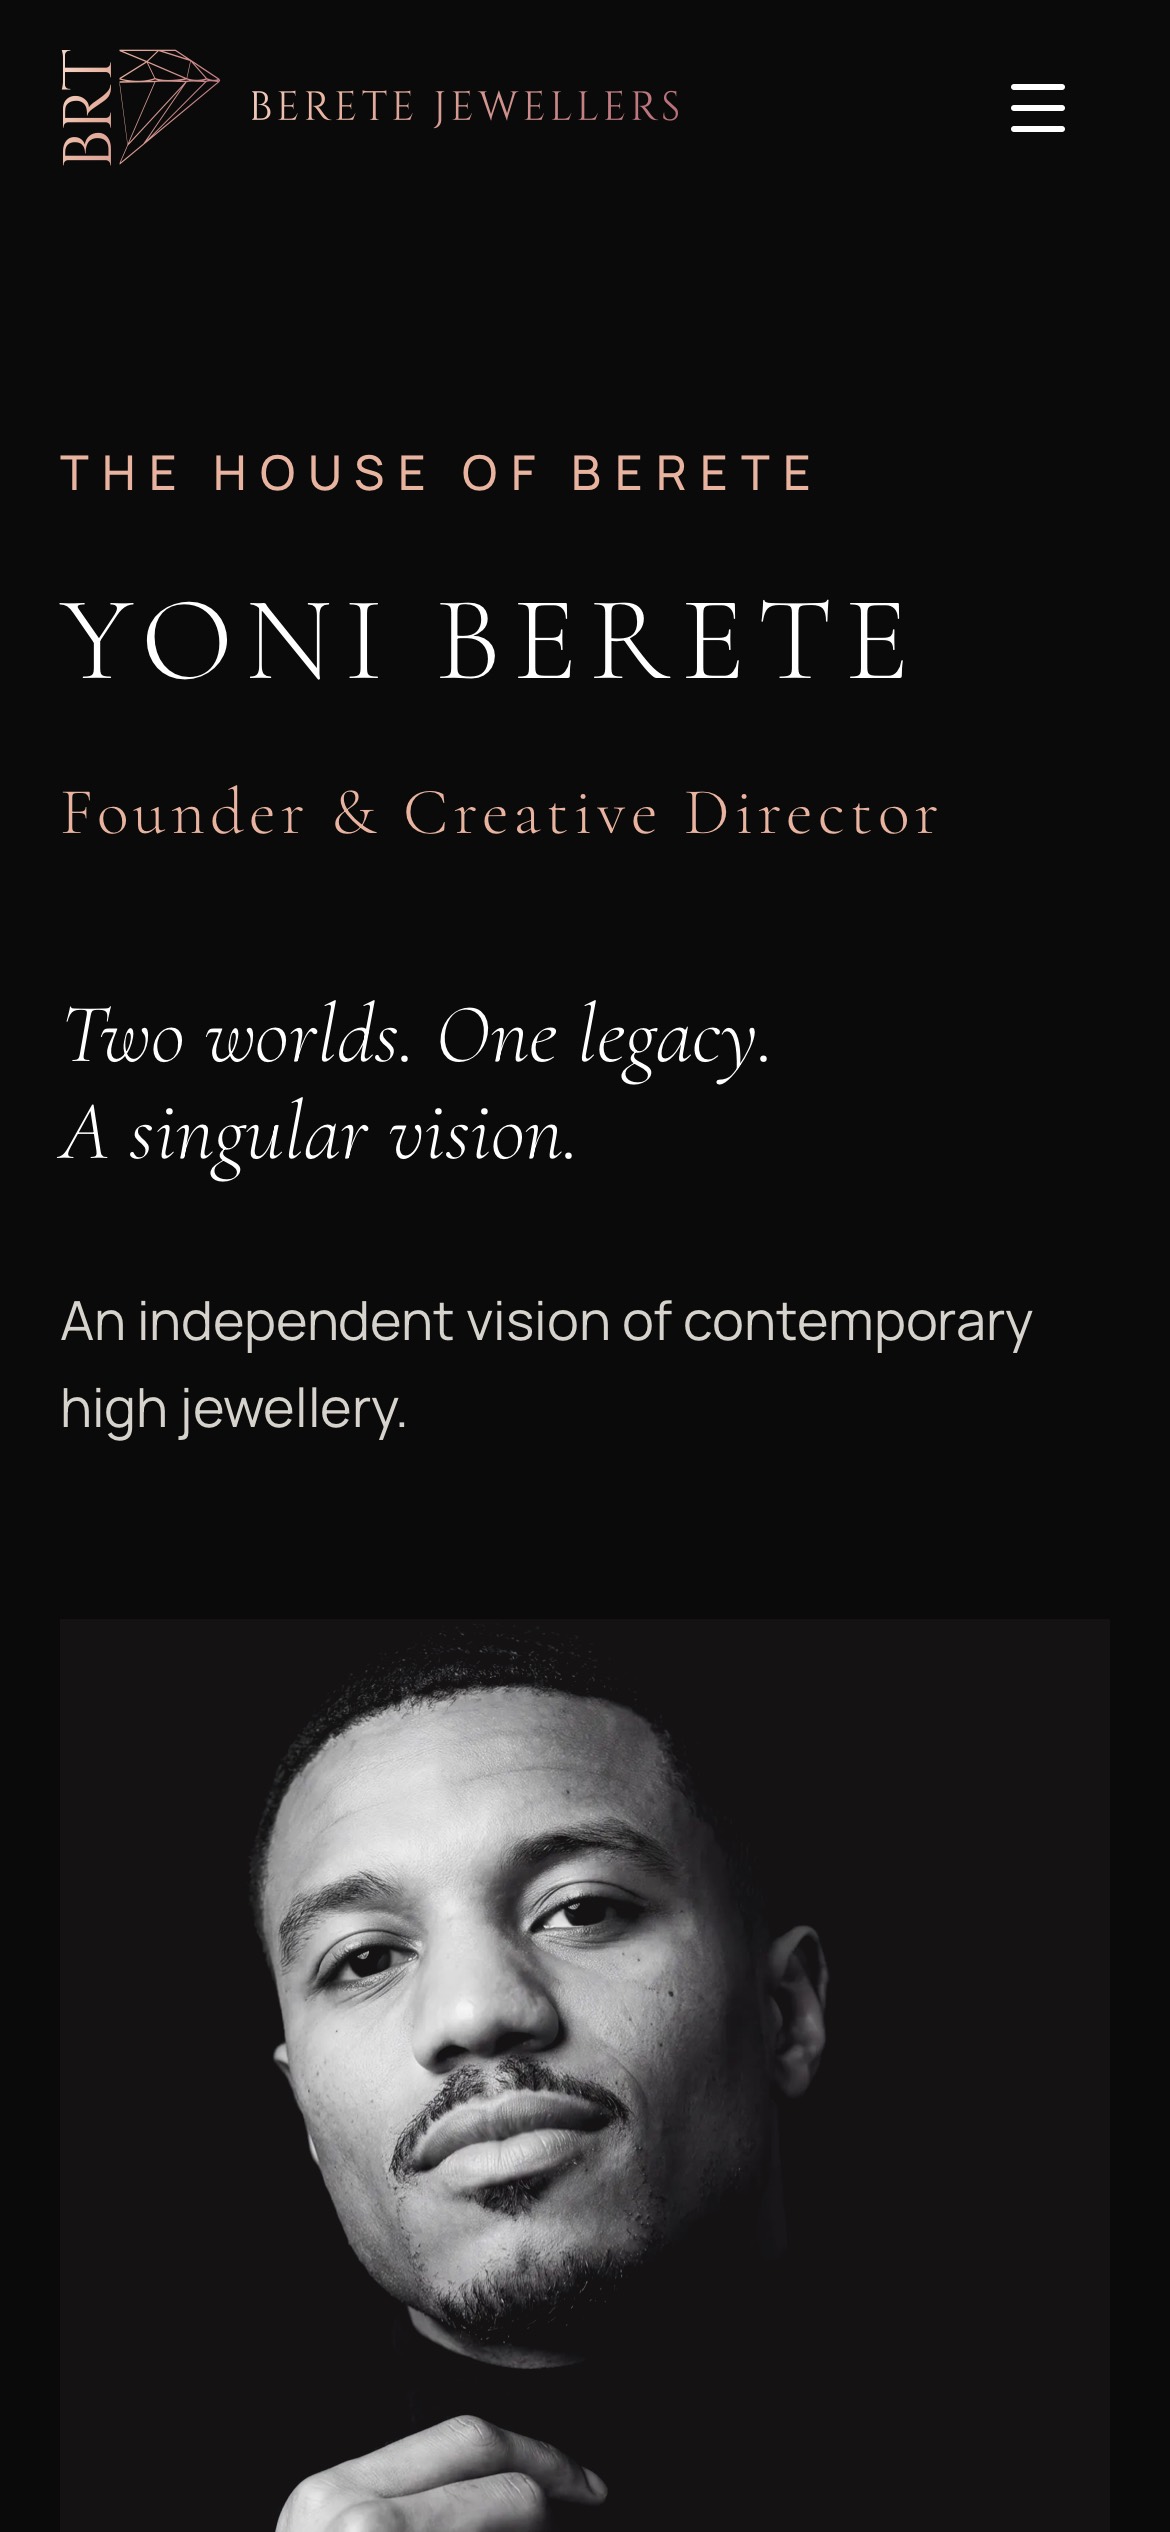 BRT
BERETE JEWELLERS
THE HOUSE OF BERETE
YONI BERETE
Founder & Creative Director
Two worlds. One legacy.
A singular vision.
An independent vision of contemporary
high jewellery.